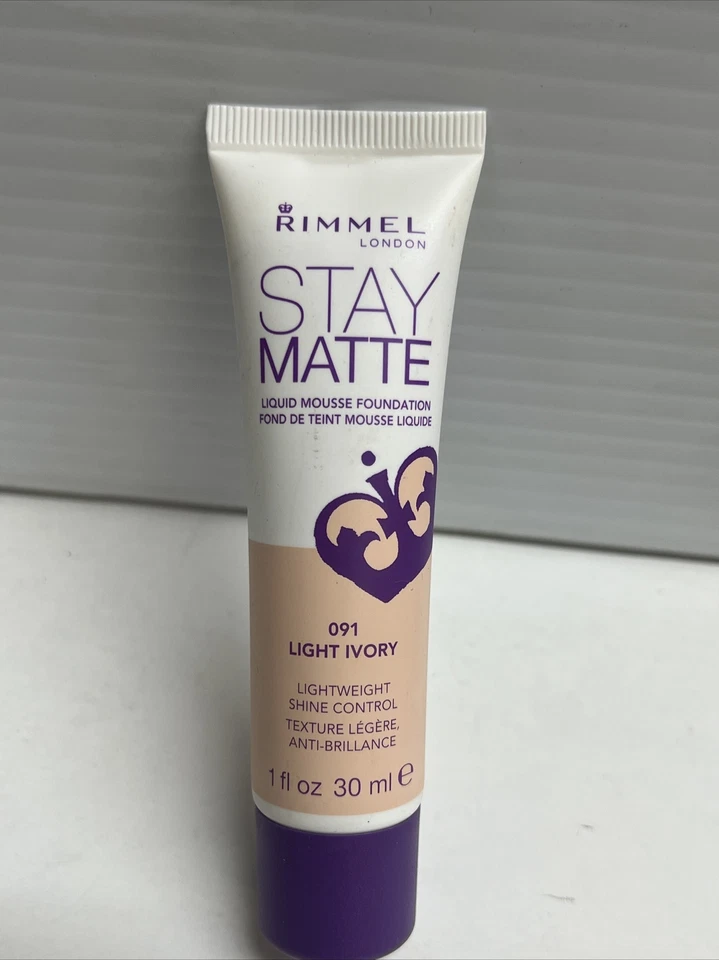 RIMMEL
LONDON
STAY
MATTE
LIQUID MOUSSE FOUNDATION
FOND DE TEINT MOUSSE LIQUIDE
091
LIGHT IVORY
LIGHTWEIGHT
SHINE CONTROL
TEXTURE LÉGÈRE,
ANTI-BRILLANCE
1 fl oz 30 ml ℮